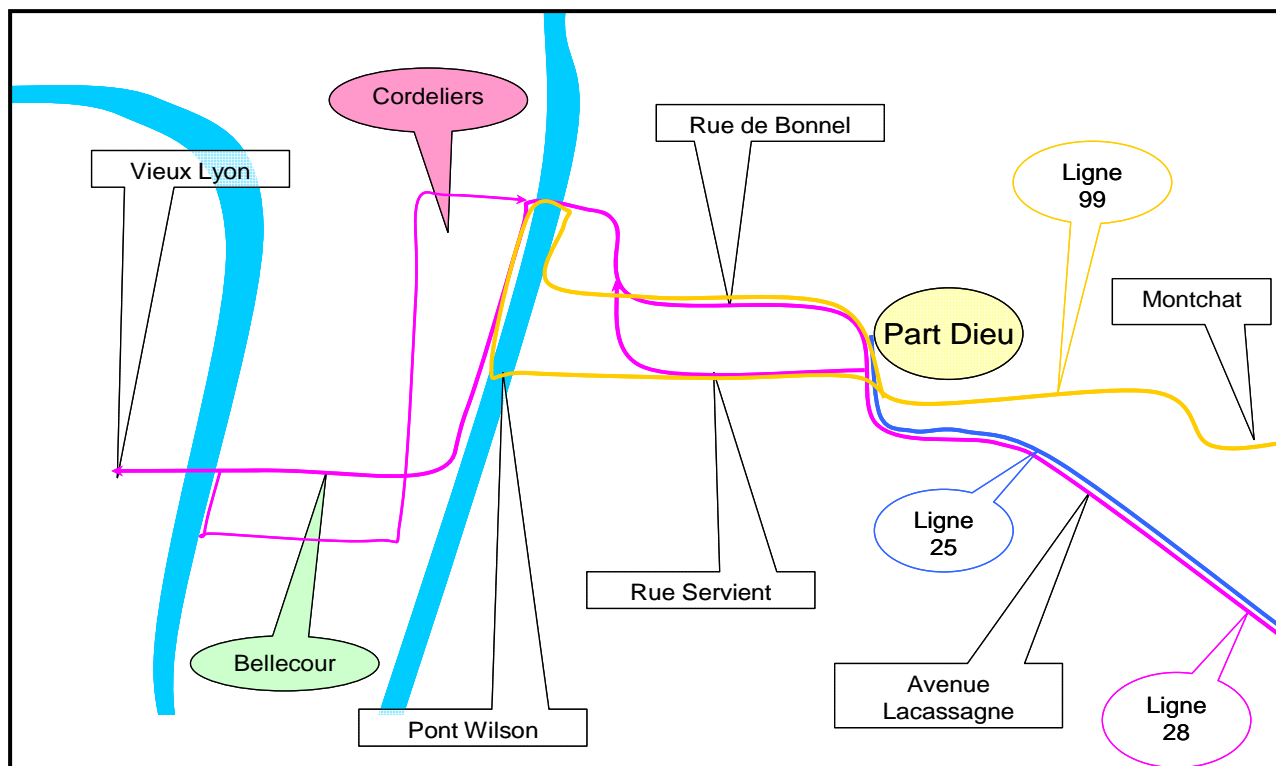 Cordeliers
Rue de Bonnel
Vieux Lyon
Ligne
99
Montchat
Part Dieu
Ligne
25
Rue Servient
Bellecour
Avenue
Lacassagne
Pont Wilson
Ligne
28